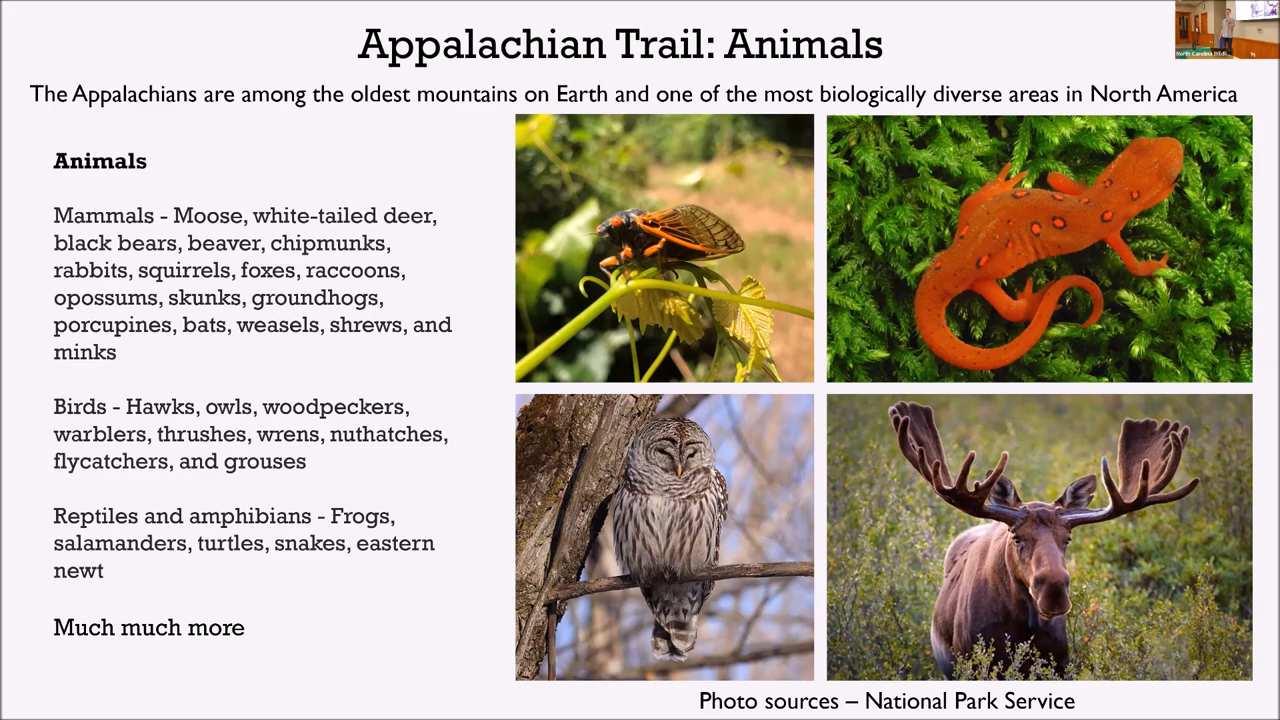 Appalachian Trail: Animals
North Carolina
The Appalachians are among the oldest mountains on Earth and one of the most biologically diverse areas in North America
Animals
Mammals - Moose, white-tailed deer,
black bears, beaver, chipmunks,
rabbits, squirrels, foxes, raccoons,
opossums, skunks, groundhogs,
porcupines, bats, weasels, shrews, and
minks
Birds - Hawks, owls, woodpeckers,
warblers, thrushes, wrens, nuthatches,
flycatchers, and grouses
Reptiles and amphibians - Frogs,
salamanders, turtles, snakes, eastern
newt
Much much more
Photo sources – National Park Service